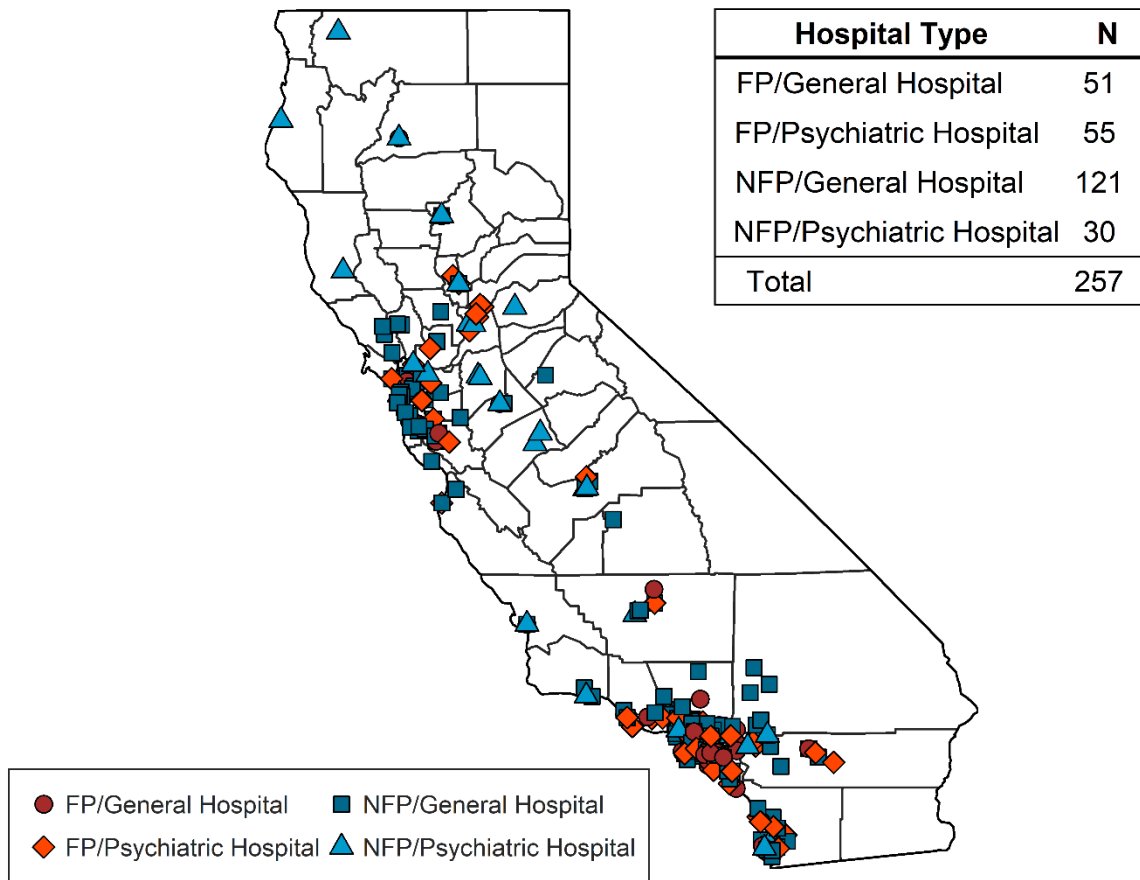 Hospital Type N
FP/General Hospital 51
FP/Psychiatric Hospital 55
NFP/General Hospital 121
NFP/Psychiatric Hospital 30
Total 257
FP/General Hospital NFP/General Hospital
FP/Psychiatric Hospital NFP/Psychiatric Hospital